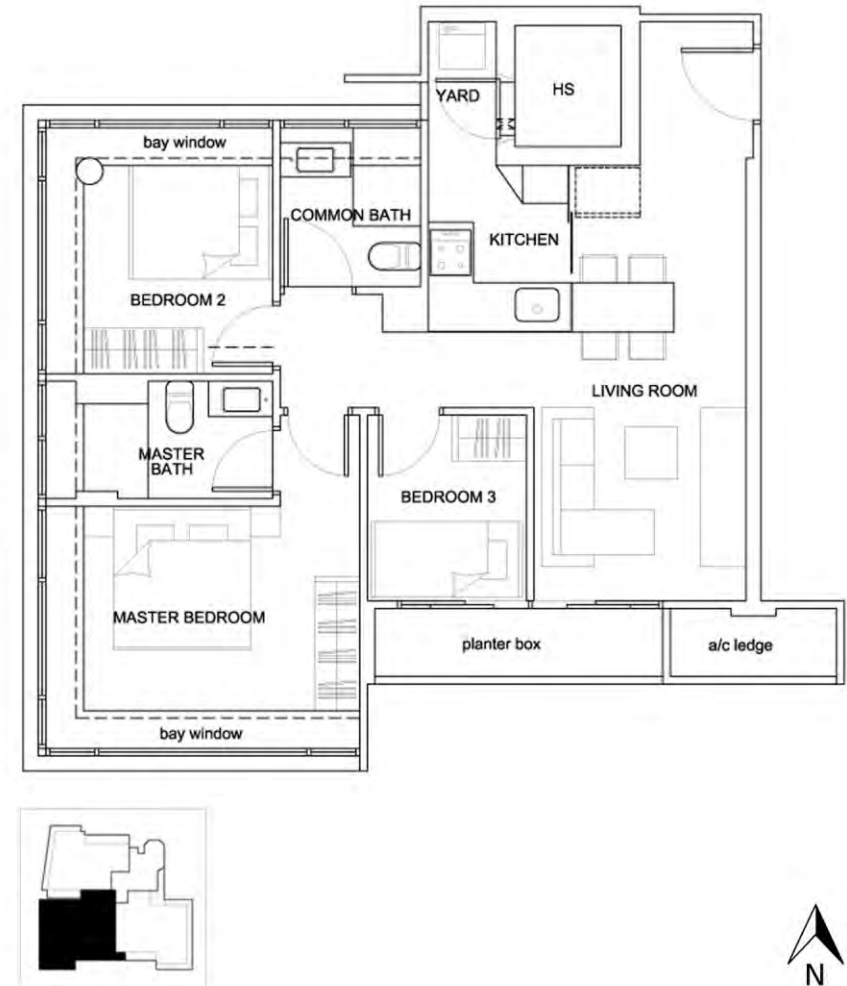 HS
YARD
bay window
COMMON BATH
KITCHEN
BEDROOM 2
LIVING ROOM
MASTER
BATH
BEDROOM 3
MASTER BEDROOM
planter box
a/c ledge
bay window
N